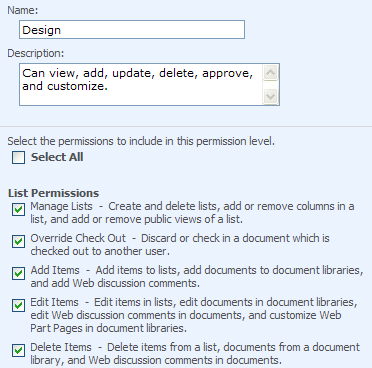 Name:
Design
Description:
Can view, add, update, delete, approve,
and customize.
Select the permissions to include in this permission level.
Select All
List Permissions
Manage Lists - Create and delete lists, add or remove columns in a
list, and add or remove public views of a list.
Override Check Out - Discard or check in a document which is
checked out to another user.
Add Items - Add items to lists, add documents to document libraries,
and add Web discussion comments.
Edit Items - Edit items in lists, edit documents in document libraries,
edit Web discussion comments in documents, and customize Web
Part Pages in document libraries.
Delete Items - Delete items from a list, documents from a document
library, and Web discussion comments in documents.